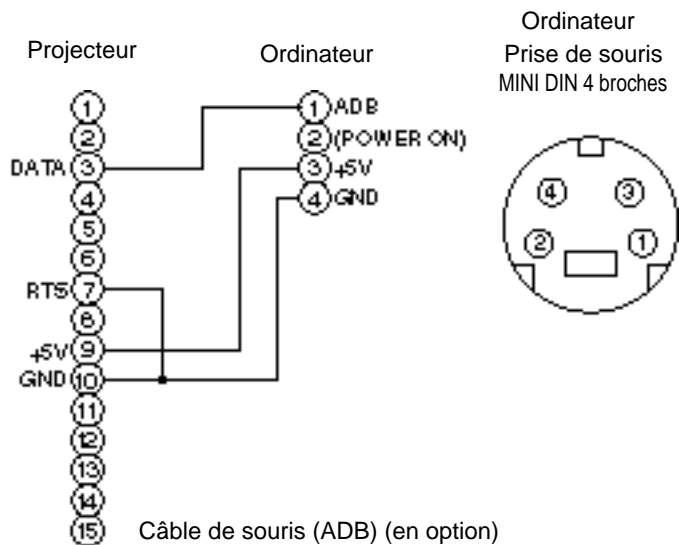 Projecteur
Ordinateur
Ordinateur
Prise de souris
MINI DIN 4 broches
1
2
DATA 3
4
5
6
RTS 7
8
+5V 9
GND 10
11
12
13
14
15
1 ADB
2 (POWER ON)
3 +5V
4 GND
4 3
2 1
Câble de souris (ADB) (en option)